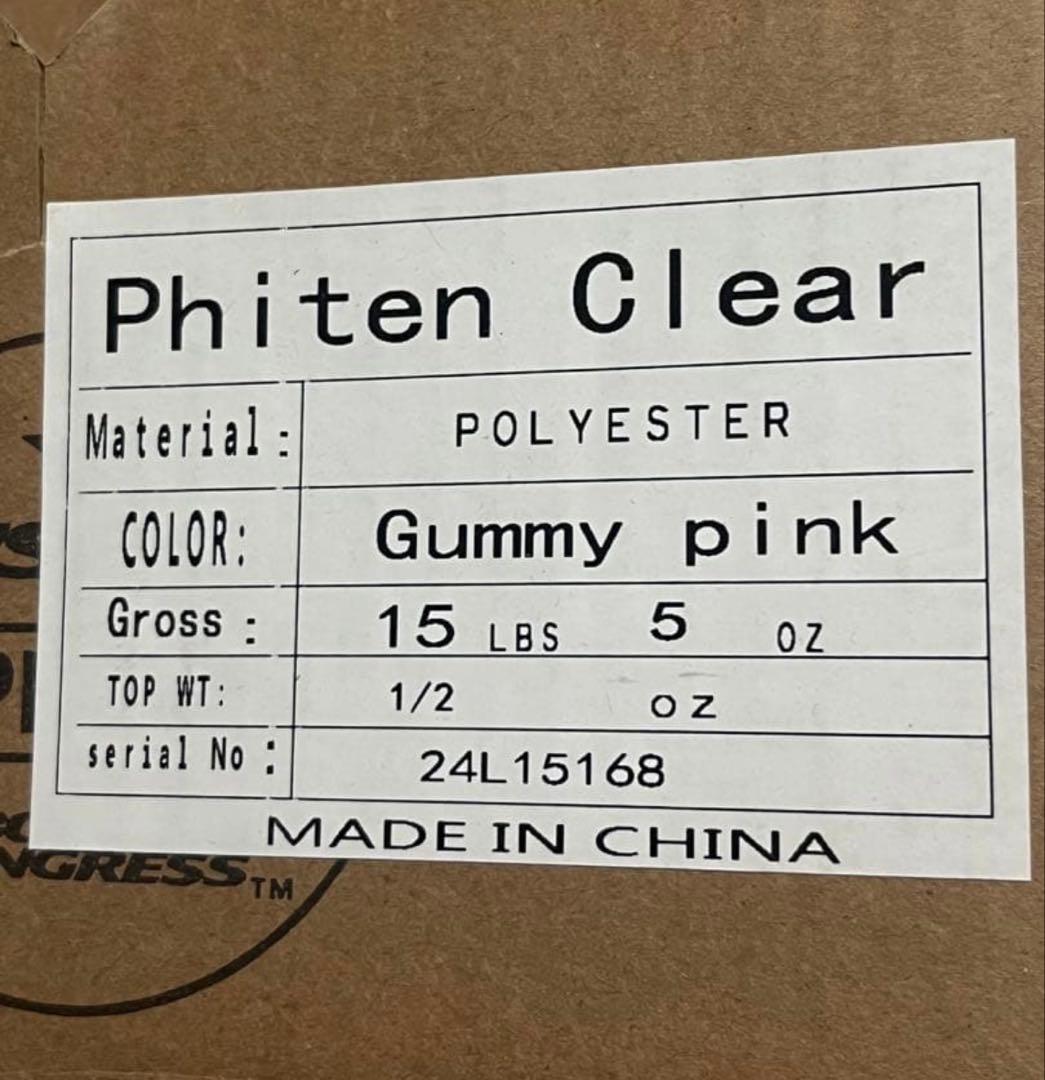 Phiten Clear
Material: POLYESTER
COLOR: Gummy pink
Gross: 15 LBS 5 OZ
TOP WT: 1/2 oz
serial No: 24L15168
MADE IN CHINA
NGRESS TM